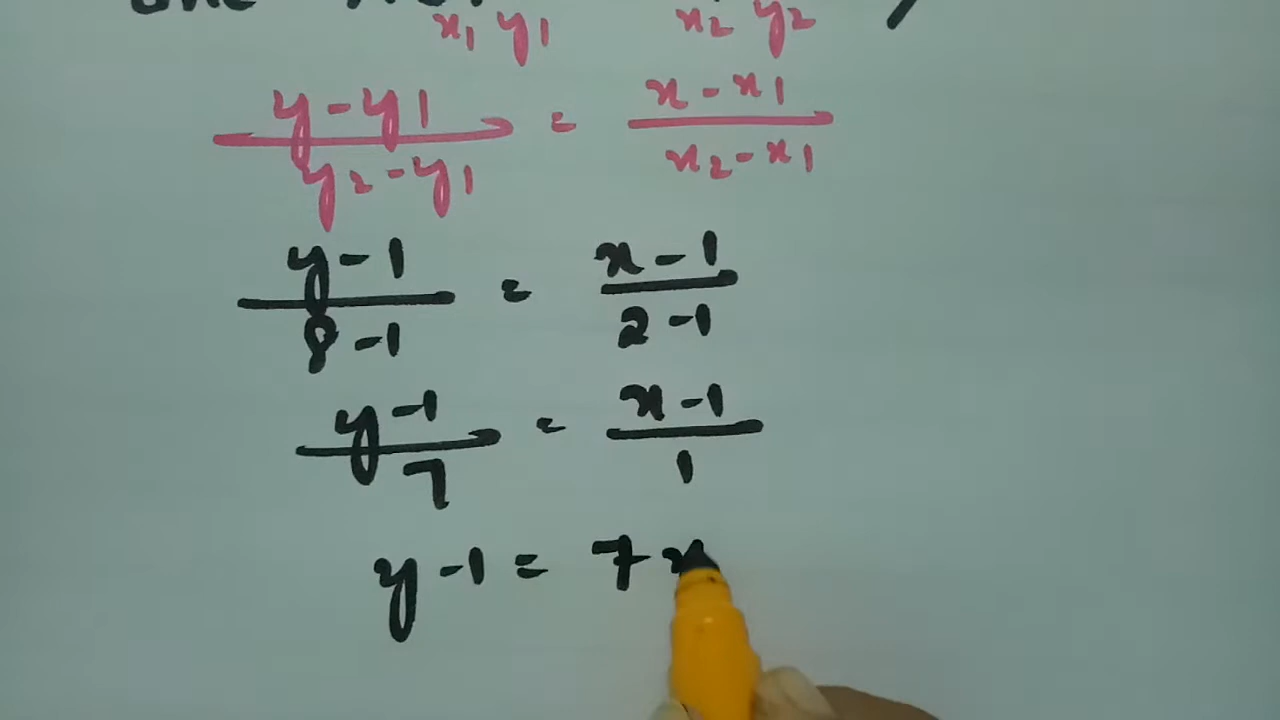 x1 y1 x2 y2
y - y1 / y2 - y1 = x - x1 / x2 - x1
y - 1 / 8 - 1 = x - 1 / 2 - 1
y - 1 / 7 = x - 1 / 1
y - 1 = 7x